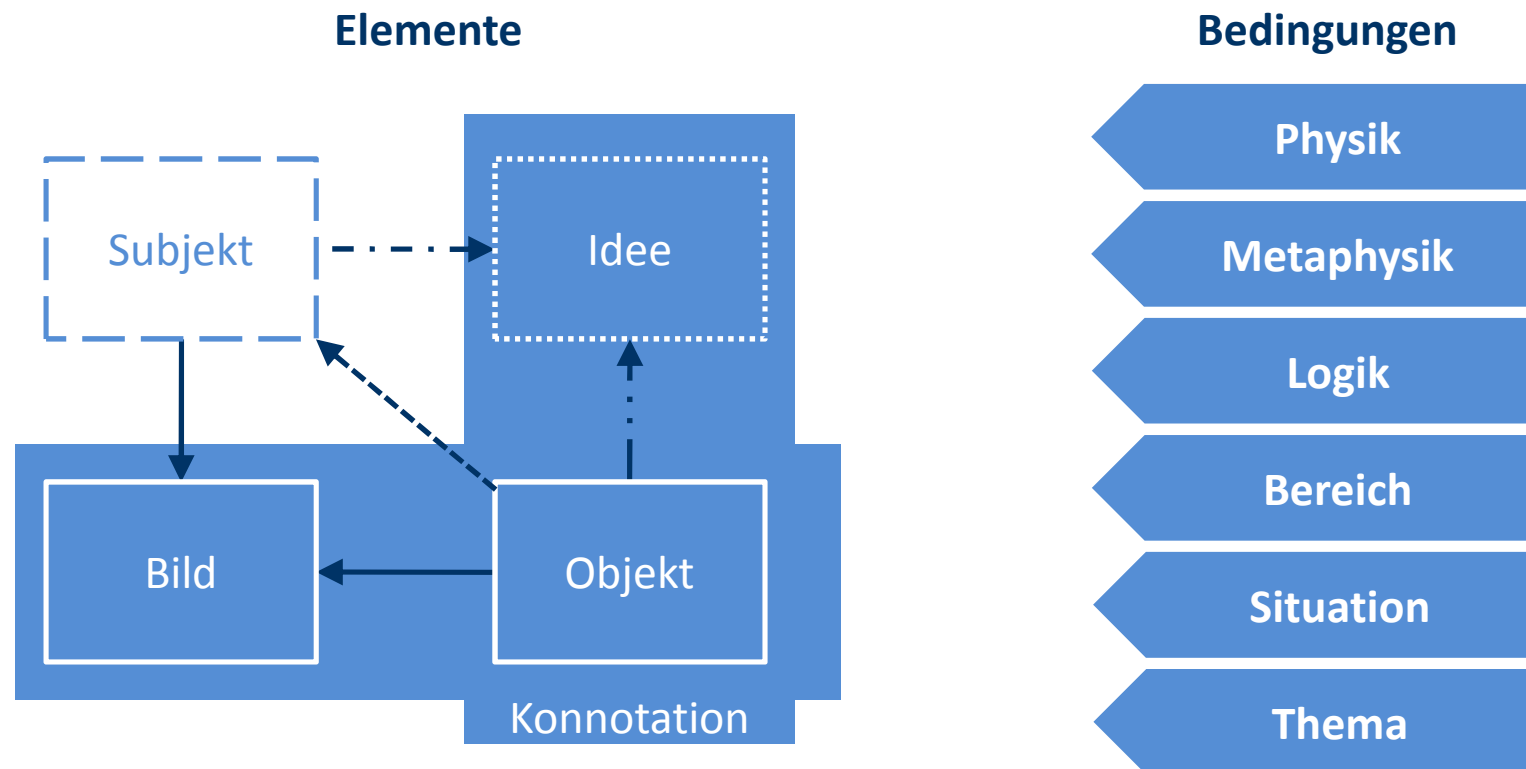 Elemente
Subjekt
Idee
Bild
Objekt
Konnotation
Bedingungen
Physik
Metaphysik
Logik
Bereich
Situation
Thema